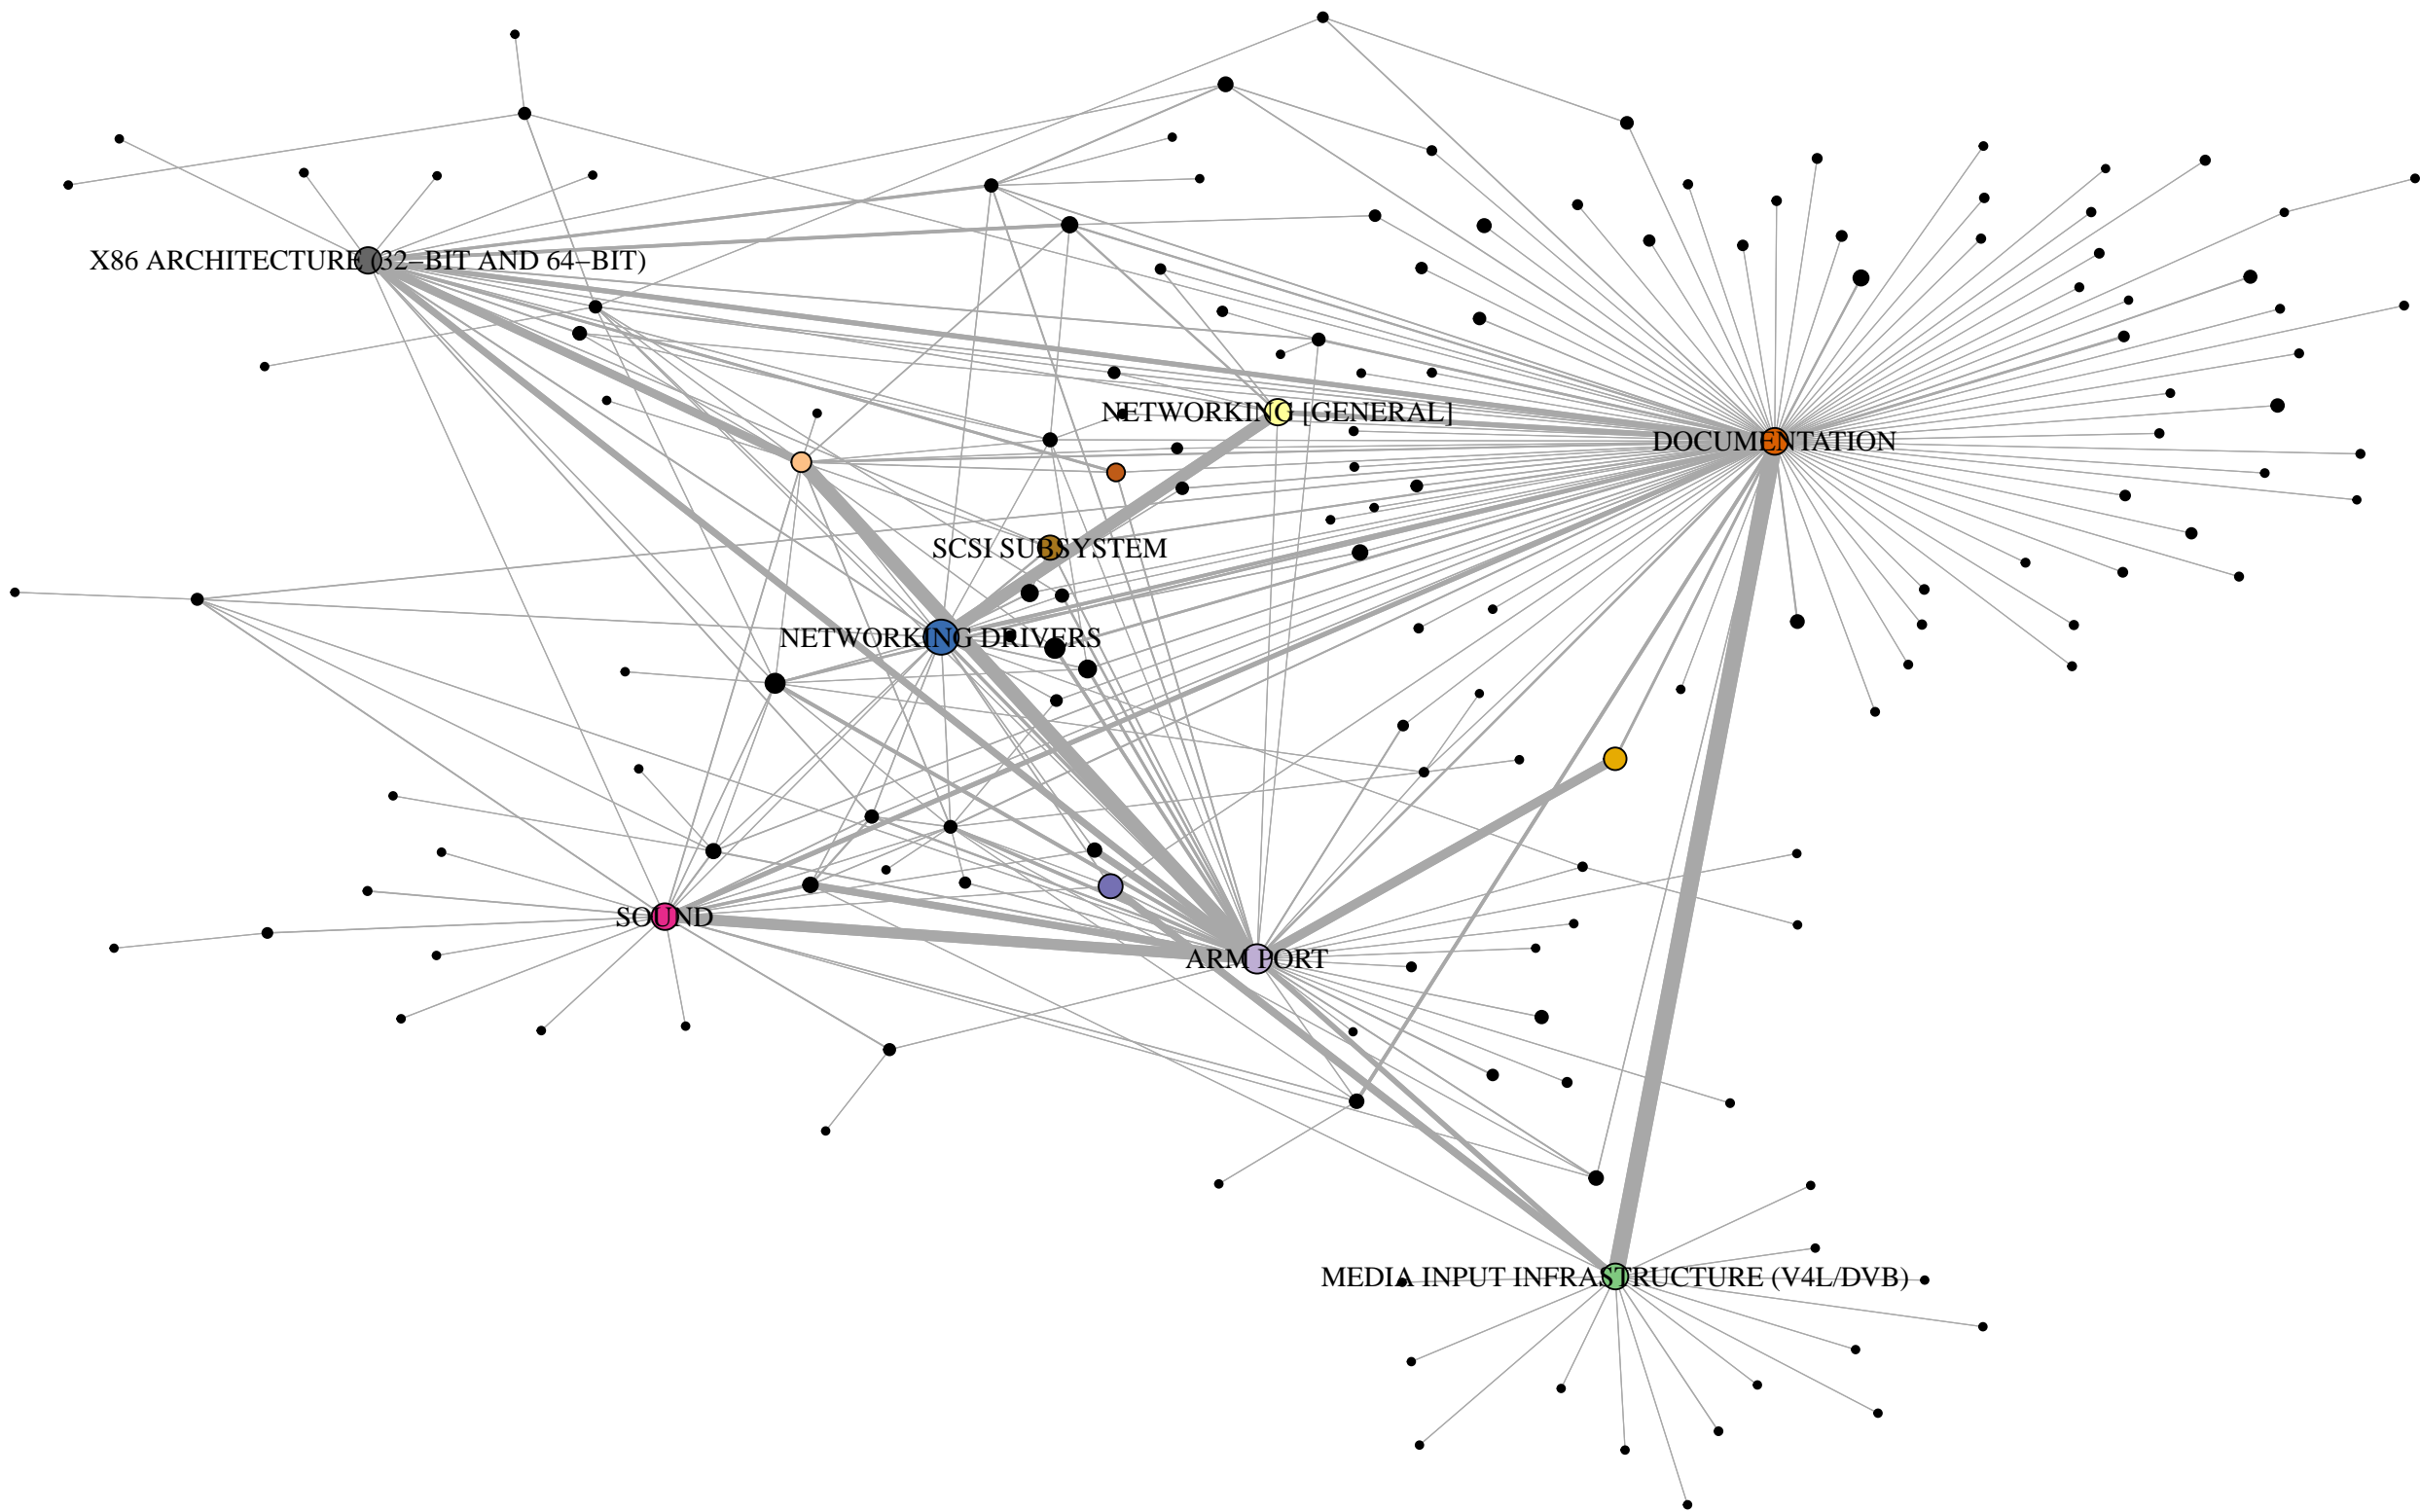 X86 ARCHITECTURE (32−BIT AND 64−BIT)
NETWORKING [GENERAL]
DOCUMENTATION
SCSI SUBSYSTEM
NETWORKING DRIVERS
SOUND
ARM PORT
MEDIA INPUT INFRASTRUCTURE (V4L/DVB)